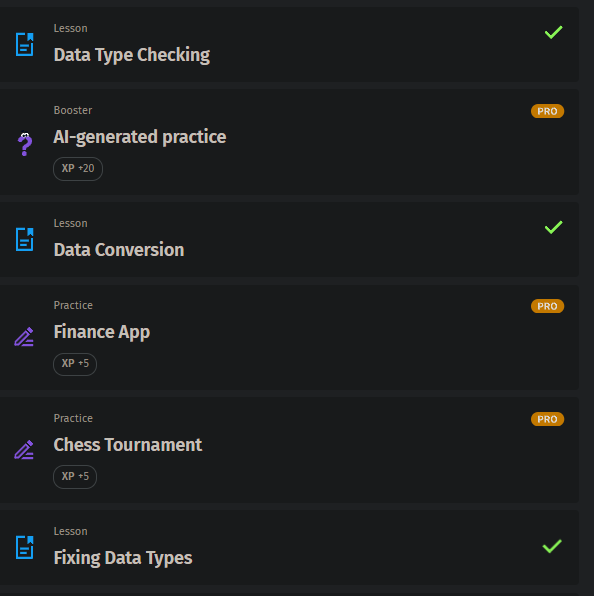 Lesson
Data Type Checking
Booster
PRO
AI-generated practice
XP +20
Lesson
Data Conversion
Practice
PRO
Finance App
XP +5
Practice
PRO
Chess Tournament
XP +5
Lesson
Fixing Data Types